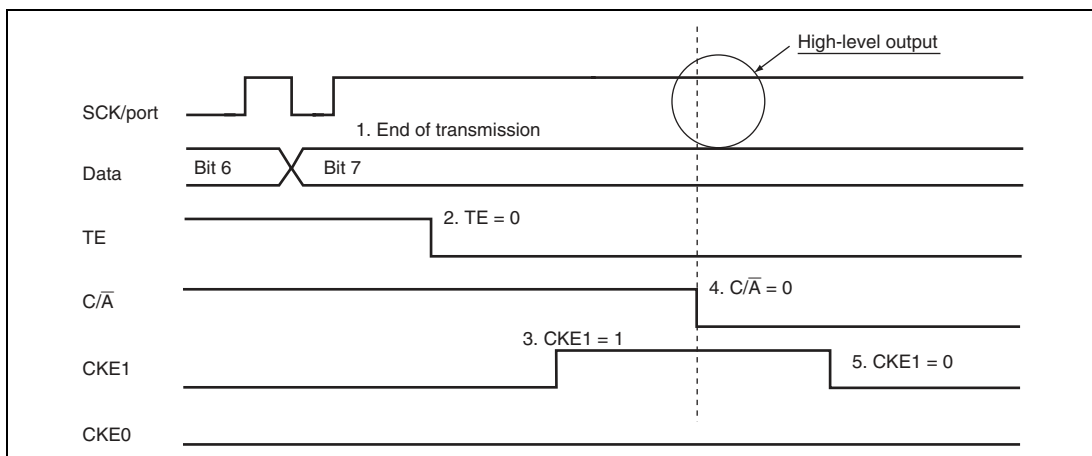 High-level output
SCK/port
1. End of transmission
Data
Bit 6
Bit 7
TE
2. TE = 0
C/A̅
4. C/A̅ = 0
CKE1
3. CKE1 = 1
5. CKE1 = 0
CKE0